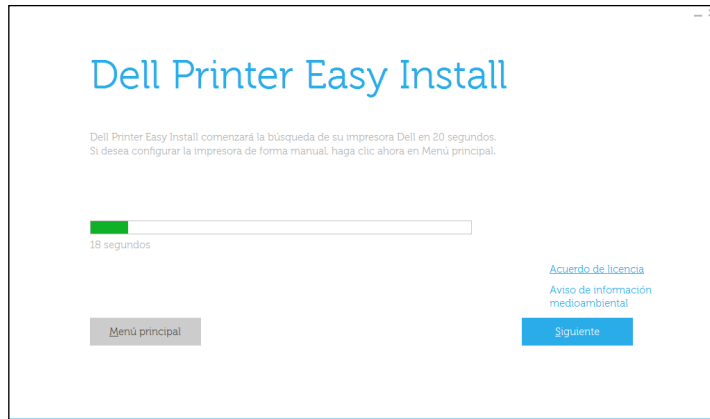 Dell Printer Easy Install
Dell Printer Easy Install comenzará la búsqueda de su impresora Dell en 20 segundos.
Si desea configurar la impresora de forma manual, haga clic ahora en Menú principal.
18 segundos
Acuerdo de licencia
Aviso de información
medioambiental
Menú principal
Siguiente